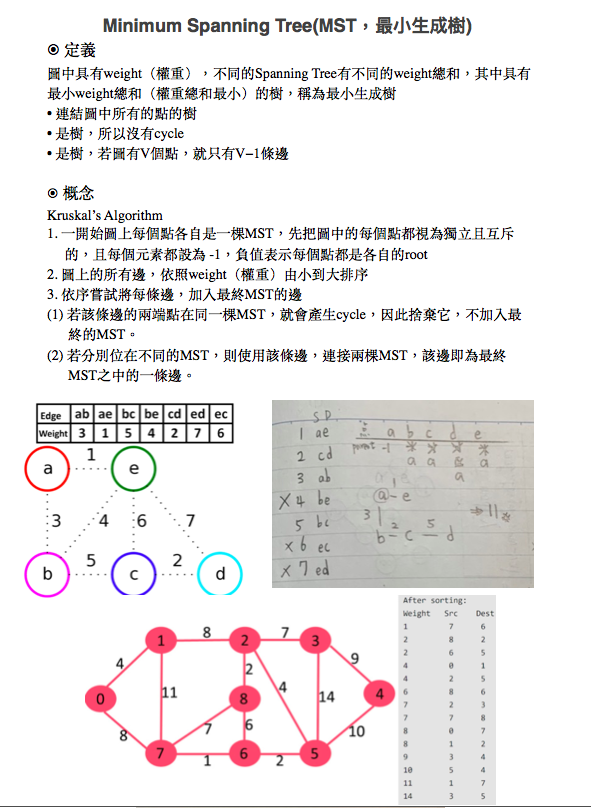 Minimum Spanning Tree(MST，最小生成樹)
◉ 定義
圖中具有weight（權重），不同的Spanning Tree有不同的weight總和，其中具有
最小weight總和（權重總和最小）的樹，稱為最小生成樹
• 連結圖中所有的點的樹
• 是樹，所以沒有cycle
• 是樹，若圖有V個點，就只有V−1條邊
◉ 概念
Kruskal's Algorithm
1. 一開始圖上每個點各自是一棵MST，先把圖中的每個點都視為獨立且互斥
的，且每個元素都設為 -1，負值表示每個點都是各自的root
2. 圖上的所有邊，依照weight（權重）由小到大排序
3. 依序嘗試將每條邊，加入最終MST的邊
(1) 若該條邊的兩端點在同一棵MST，就會產生cycle，因此捨棄它，不加入最
終的MST。
(2) 若分別位在不同的MST，則使用該條邊，連接兩棵MST，該邊即為最終
MST之中的一條邊。
Edge ab ae bc be cd ed ec
Weight 3 1 5 4 2 7 6
a 1 e
3 4 6 7
b 5 c 2 d
S D
1 ae
2 cd
3 ab
X 4 be
5 bc
X 6 ec
X 7 ed
a b c d e
-1
a a a a
a
1
a - e
3 2 5
b - c - d
⇒ 11
8 7
1 2 3
4 2 9
11 4 14
0 8 4
8 7 6 10
7 6 5
1 2
After sorting:
Weight Src Dest
1 7 6
2 8 2
2 6 5
4 0 1
4 2 5
6 8 6
7 2 3
7 7 8
8 0 7
8 1 2
9 3 4
10 5 4
11 1 7
14 3 5